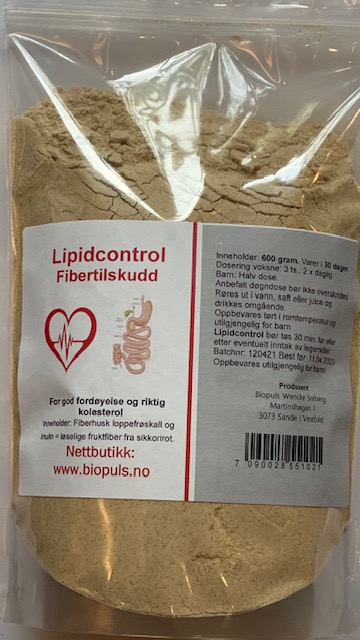 Lipidcontrol
Fibertilskudd
For god fordøyelse og riktig
kolesterol
Inneholder: Fiberhusk loppefrøskall og
Inulin = løselige fruktfiber fra sikkorirot.
Nettbutikk:
www.biopuls.no
Inneholder: 600 gram. Varer i 30 dager.
Dosering voksne: 3 ts., 2 x daglig.
Barn: Halv dose.
Anbefalt døgndose bør ikke overskrides
Røres ut i vann, saft eller juice og
drikkes omgående
Oppbevares tørt i romtemperatur og
utilgjengelig for barn
Lipidcontrol bør tas 30 min. før eller
etter eventuelt inntak av legemidler.
Batchnr: 120421 Best før: 11.04.2023
Oppbevares utilgjengelig for barn!
Produsent
Biopuls Wencke Solberg
Martinshagan 1
3073 Sande i Vestfold
7 090028 551021